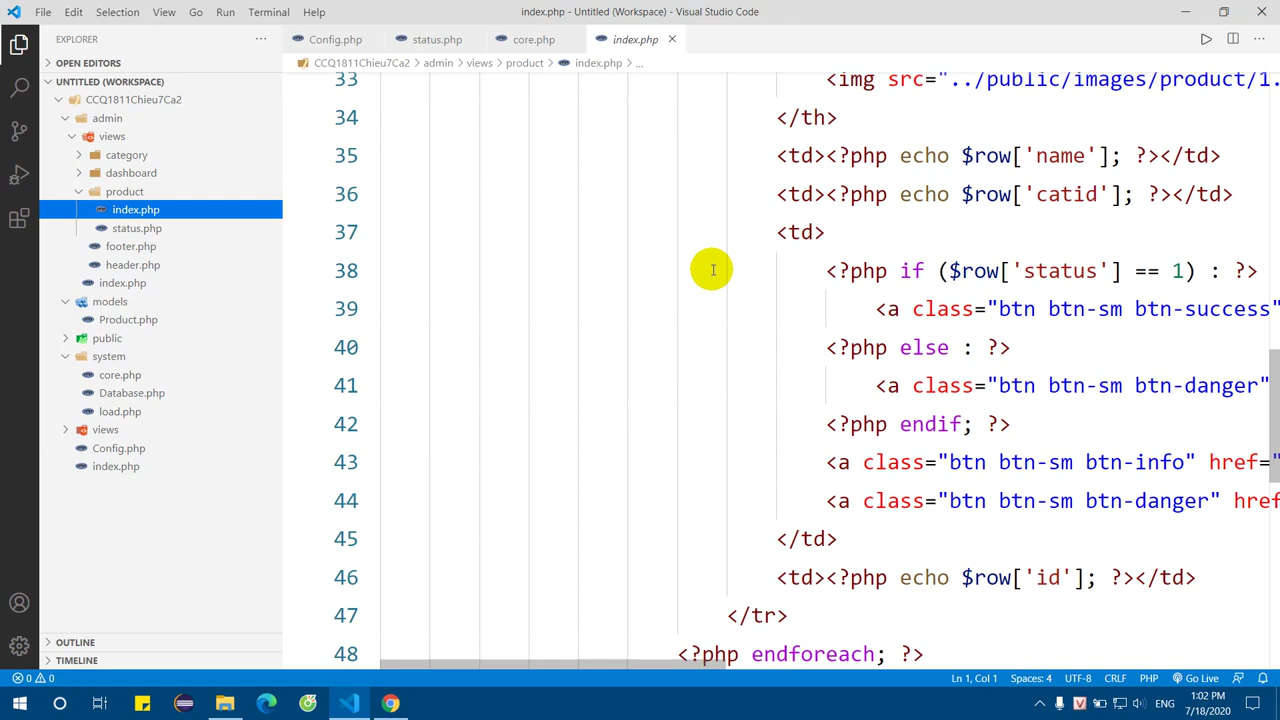 File Edit Selection View Go Run Terminal Help
index.php - Untitled (Workspace) - Visual Studio Code
EXPLORER
OPEN EDITORS
UNTITLED (WORKSPACE)
CCQ1811Chieu7Ca2
admin
views
category
dashboard
product
index.php
status.php
footer.php
header.php
index.php
models
Product.php
public
system
core.php
Database.php
load.php
views
Config.php
index.php
OUTLINE
TIMELINE
Config.php status.php core.php index.php
CCQ1811Chieu7Ca2 > admin > views > product > index.php > ...
33 <img src="../public/images/product/1.
34 </th>
35 <td><?php echo $row['name']; ?></td>
36 <td><?php echo $row['catid']; ?></td>
37 <td>
38 <?php if ($row['status'] == 1) : ?>
39 <a class="btn btn-sm btn-success"
40 <?php else : ?>
41 <a class="btn btn-sm btn-danger"
42 <?php endif; ?>
43 <a class="btn btn-sm btn-info" href="
44 <a class="btn btn-sm btn-danger" href
45 </td>
46 <td><?php echo $row['id']; ?></td>
47 </tr>
48 <?php endforeach; ?>
0 0
Ln 1, Col 1 Spaces: 4 UTF-8 CRLF PHP Go Live
ENG
1:02 PM
7/18/2020